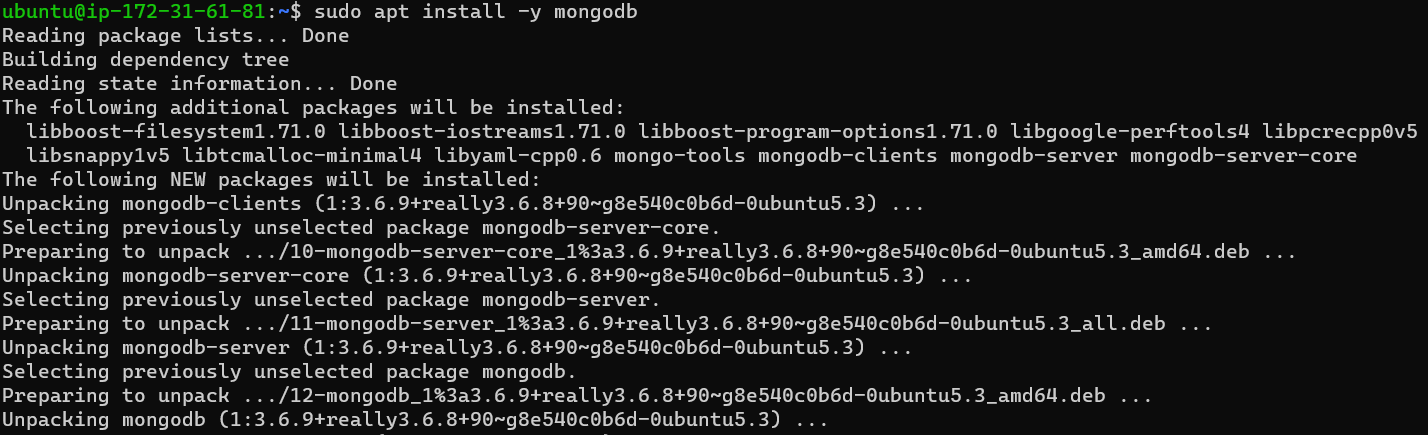 ubuntu@ip-172-31-61-81:~$ sudo apt install -y mongodb
Reading package lists... Done
Building dependency tree
Reading state information... Done
The following additional packages will be installed:
  libboost-filesystem1.71.0 libboost-iostreams1.71.0 libboost-program-options1.71.0 libgoogle-perftools4 libpcrecpp0v5
  libsnappy1v5 libtcmalloc-minimal4 libyaml-cpp0.6 mongo-tools mongodb-clients mongodb-server mongodb-server-core
The following NEW packages will be installed:
Unpacking mongodb-clients (1:3.6.9+really3.6.8+90~g8e540c0b6d-0ubuntu5.3) ...
Selecting previously unselected package mongodb-server-core.
Preparing to unpack .../10-mongodb-server-core_1%3a3.6.9+really3.6.8+90~g8e540c0b6d-0ubuntu5.3_amd64.deb ...
Unpacking mongodb-server-core (1:3.6.9+really3.6.8+90~g8e540c0b6d-0ubuntu5.3) ...
Selecting previously unselected package mongodb-server.
Preparing to unpack .../11-mongodb-server_1%3a3.6.9+really3.6.8+90~g8e540c0b6d-0ubuntu5.3_all.deb ...
Unpacking mongodb-server (1:3.6.9+really3.6.8+90~g8e540c0b6d-0ubuntu5.3) ...
Selecting previously unselected package mongodb.
Preparing to unpack .../12-mongodb_1%3a3.6.9+really3.6.8+90~g8e540c0b6d-0ubuntu5.3_amd64.deb ...
Unpacking mongodb (1:3.6.9+really3.6.8+90~g8e540c0b6d-0ubuntu5.3) ...